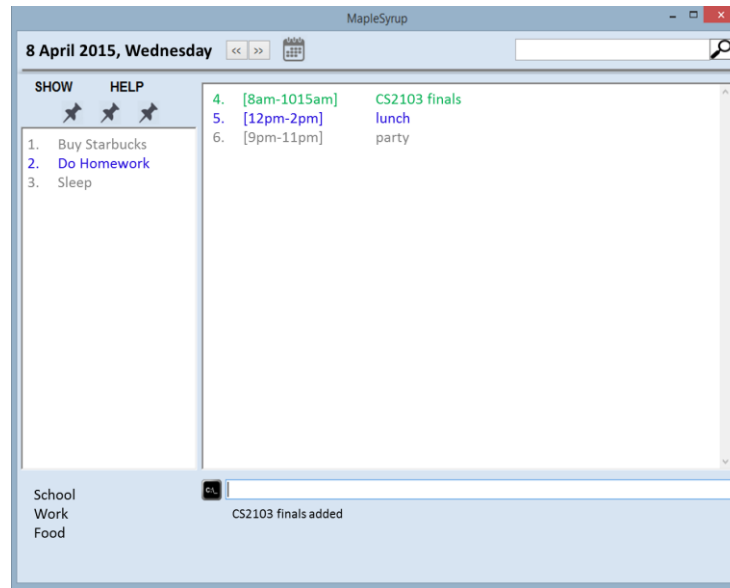 MapleSyrup
8 April 2015, Wednesday << >>
SHOW HELP
1. Buy Starbucks
2. Do Homework
3. Sleep
4. [8am-1015am] CS2103 finals
5. [12pm-2pm] lunch
6. [9pm-11pm] party
School
Work
Food
C:\_
CS2103 finals added